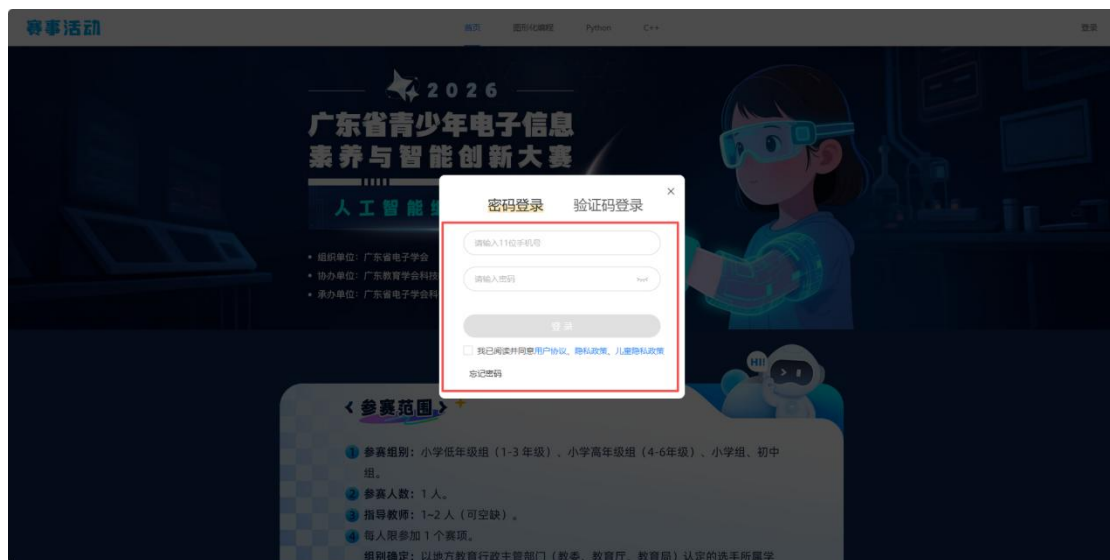 赛事活动
首页 图形化编程 Python C++ 登录
2026
广东省青少年电子信息
素养与智能创新大赛
人工智能
• 组织单位：广东省电子学会
• 协办单位：广东教育学会科技
• 承办单位：广东省电子学会科
×
密码登录 验证码登录
请输入11位手机号
请输入密码
登录
我已阅读并同意用户协议、隐私政策、儿童隐私政策
忘记密码
HI!
参赛范围
1 参赛组别：小学低年级组（1-3 年级）、小学高年级组（4-6年级）、小学组、初中
组。
2 参赛人数：1 人。
3 指导教师：1-2 人（可空缺）。
4 每人限参加 1 个赛项。
组别确定：以地方教育行政主管部门（教委、教育厅、教育局）认定的选手所属学